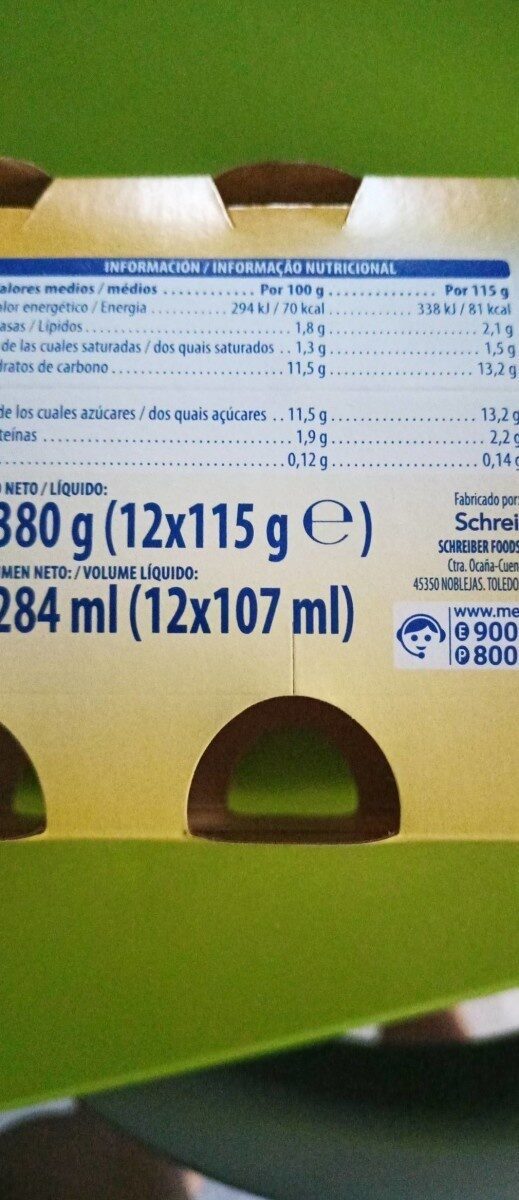 INFORMACIÓN / INFORMAÇÃO NUTRICIONAL
alores medios / médios ............... Por 100 g ............... Por 115 g
alor energético / Energia ............ 294 kJ / 70 kcal ............... 338 kJ / 81 kcal
asas / Lípidos ............... 1,8 g ............... 2,1 g
de las cuales saturadas / dos quais saturados .. 1,3 g ............... 1,5 g
dratos de carbono ............... 11,5 g ............... 13,2 g
de los cuales azúcares / dos quais açúcares .. 11,5 g ............... 13,2 g
teínas ............... 1,9 g ............... 2,2 g
............... 0,12 g ............... 0,14 g
NETO / LÍQUIDO:
380 g (12x115 g ℮)
MEN NETO: / VOLUME LÍQUIDO:
284 ml (12x107 ml)
Fabricado por:
Schrei
SCHREIBER FOODS
Ctra. Ocaña-Cuen
45350 NOBLEJAS. TOLEDO
www.me
E 900
P 800